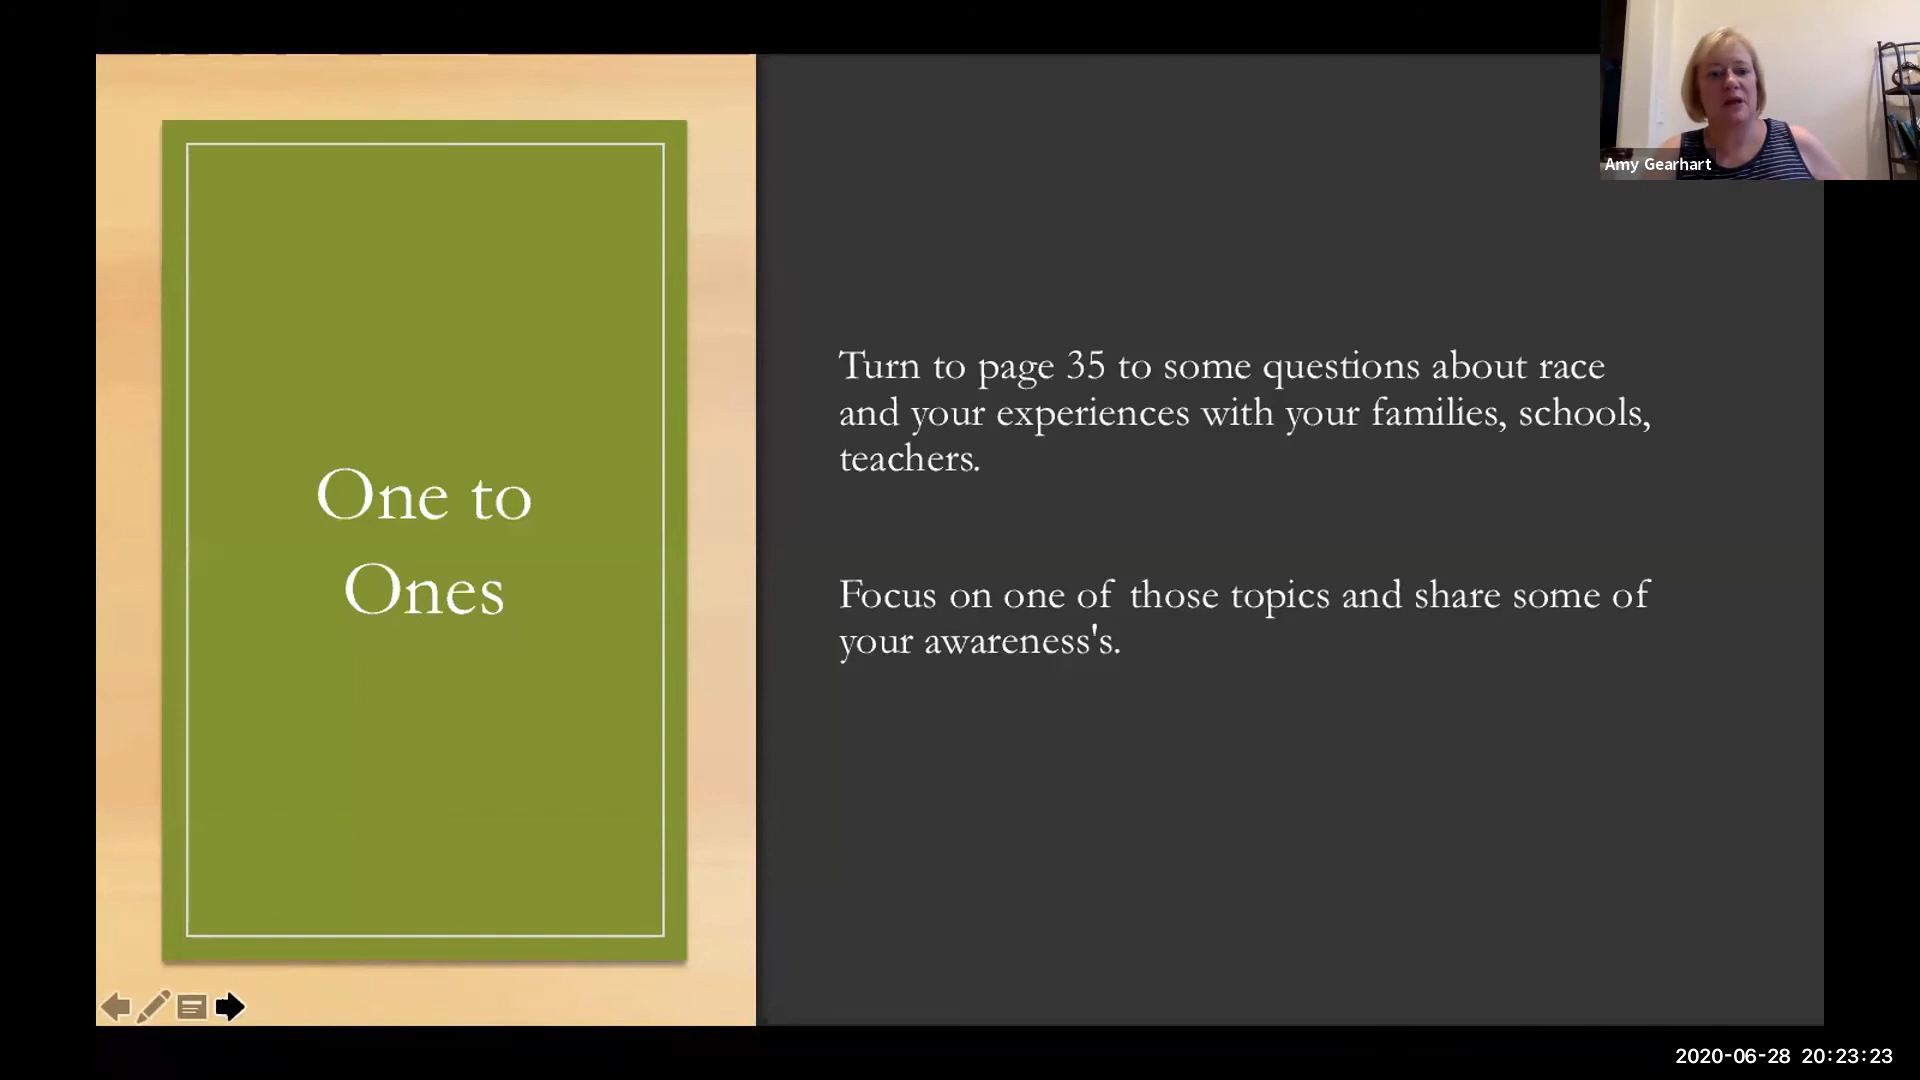 Amy Gearhart
One to
Ones
Turn to page 35 to some questions about race
and your experiences with your families, schools,
teachers.
Focus on one of those topics and share some of
your awareness's.
2020-06-28 20:23:23